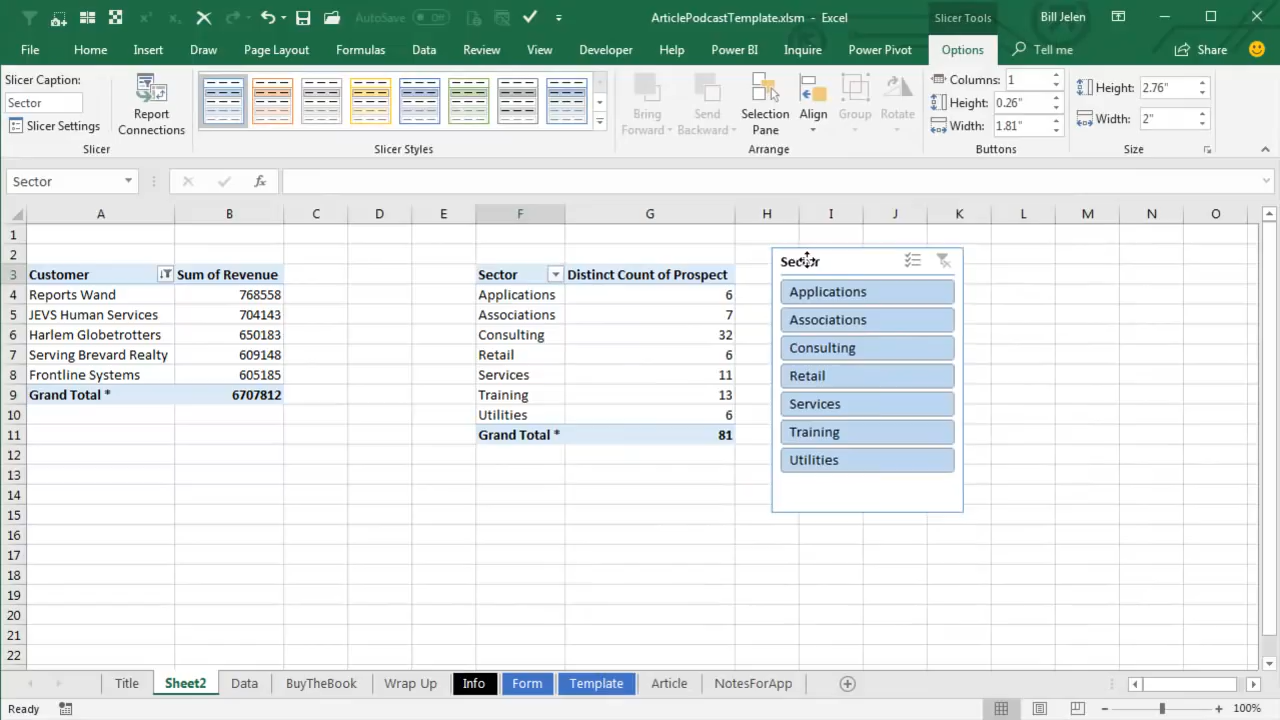 AutoSave Off
ArticlePodcastTemplate.xlsm - Excel
Slicer Tools
Bill Jelen
File Home Insert Draw Page Layout Formulas Data Review View Developer Help Power BI Inquire Power Pivot Options Tell me Share
Slicer Caption:
Sector
Slicer Settings
Report
Connections
Slicer
Slicer Styles
Bring
Forward
Send
Backward
Selection
Pane
Align
Group
Rotate
Arrange
Columns: 1
Height: 0.26"
Width: 1.81"
Buttons
Height: 2.76"
Width: 2"
Size
Sector
fx
A B C D E F G H I J K L M N O
1
2
3 Customer Sum of Revenue Sector Distinct Count of Prospect
4 Reports Wand 768558 Applications 6
5 JEVS Human Services 704143 Associations 7
6 Harlem Globetrotters 650183 Consulting 32
7 Serving Brevard Realty 609148 Retail 6
8 Frontline Systems 605185 Services 11
9 Grand Total * 6707812 Training 13
10 Utilities 6
11 Grand Total * 81
12
13
14
15
16
17
18
19
20
21
22
Sector
Applications
Associations
Consulting
Retail
Services
Training
Utilities
Title Sheet2 Data BuyTheBook Wrap Up Info Form Template Article NotesForApp
Ready
100%